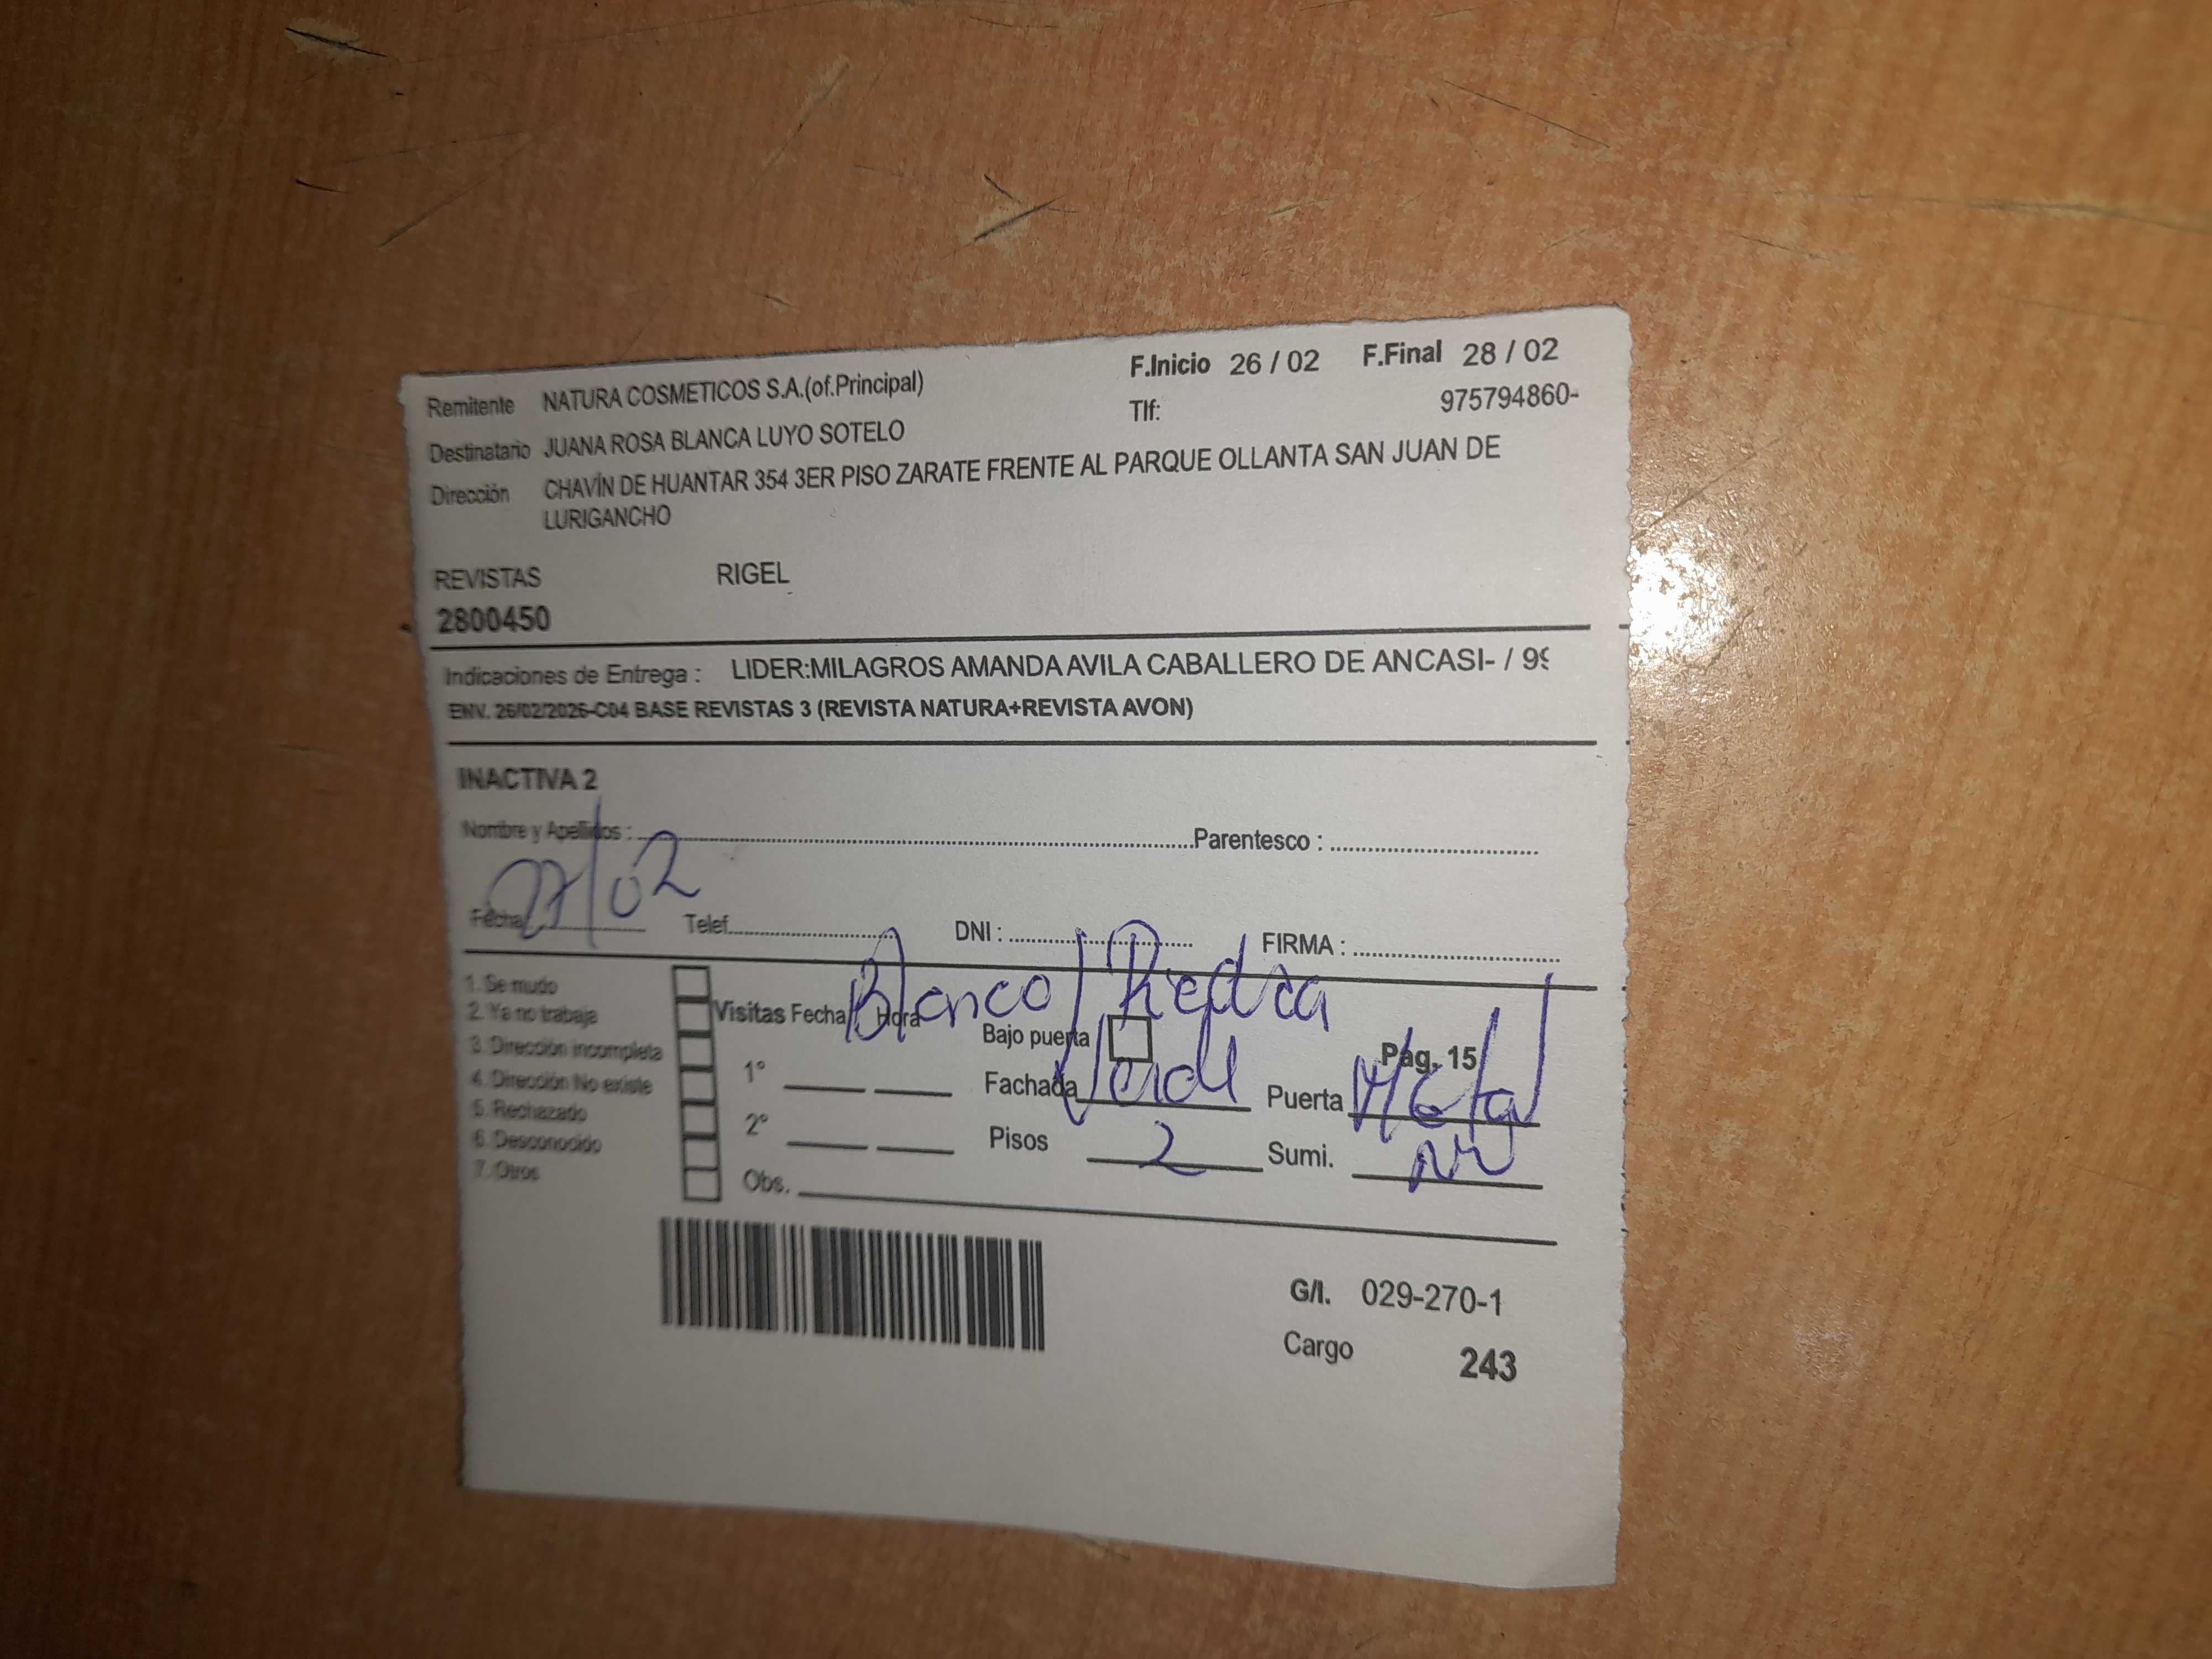 F.Inicio 26 / 02 F.Final 28 / 02
Remitente NATURA COSMETICOS S.A.(of.Principal)
Tlf: 975794860-
Destinatario JUANA ROSA BLANCA LUYO SOTELO
Dirección CHAVÍN DE HUANTAR 354 3ER PISO ZARATE FRENTE AL PARQUE OLLANTA SAN JUAN DE
LURIGANCHO
REVISTAS RIGEL
2800450
Indicaciones de Entrega : LIDER:MILAGROS AMANDA AVILA CABALLERO DE ANCASI- / 99
ENV. 26/02/2026-C04 BASE REVISTAS 3 (REVISTA NATURA+REVISTA AVON)
INACTIVA 2
Nombre y Apellidos : Parentesco :
Fecha 27/02 Telef. DNI : FIRMA :
1. Se mudo
2. Ya no trabaja
3. Dirección incompleta
4. Dirección No existe
5. Rechazado
6. Desconocido
7. Otros
Visitas Fecha Hora
Blanco/Piedra
Bajo puerta
Pag. 15
1° Fachada Verde Puerta Metal
2° Pisos 2 Sumi.
Obs.
G/I. 029-270-1
Cargo 243